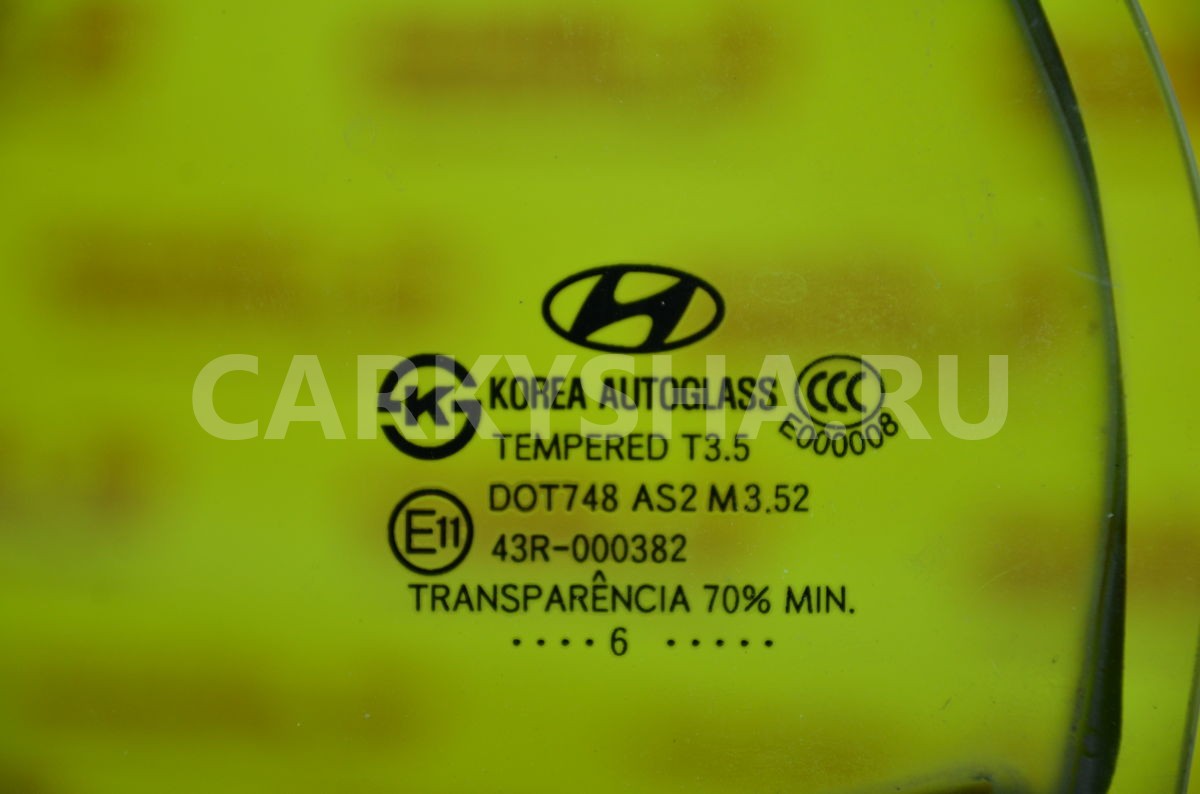 CARKYSHA.RU
K KOREA AUTOGLASS CCC
TEMPERED T3.5 E000008
DOT748 AS2 M3.52
E11 43R-000382
TRANSPARÊNCIA 70% MIN.
····6 ·····